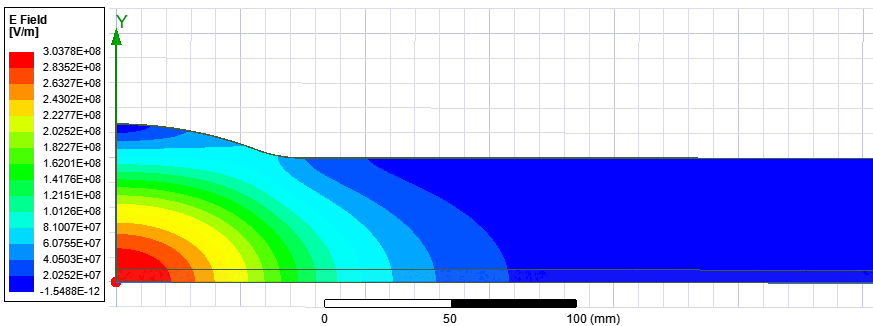 E Field
[V/m]
Y
3.0378E+08
2.8352E+08
2.6327E+08
2.4302E+08
2.2277E+08
2.0252E+08
1.8227E+08
1.6201E+08
1.4176E+08
1.2151E+08
1.0126E+08
8.1007E+07
6.0755E+07
4.0503E+07
2.0252E+07
-1.5488E-12
0 50 100 (mm)